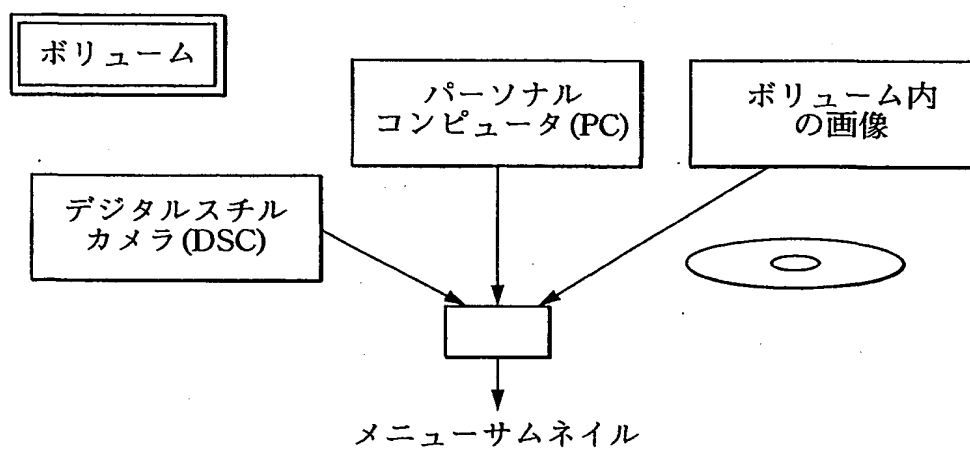 ボリューム
パーソナル
コンピュータ(PC)
ボリューム内
の画像
デジタルスチル
カメラ(DSC)
メニューサムネイル